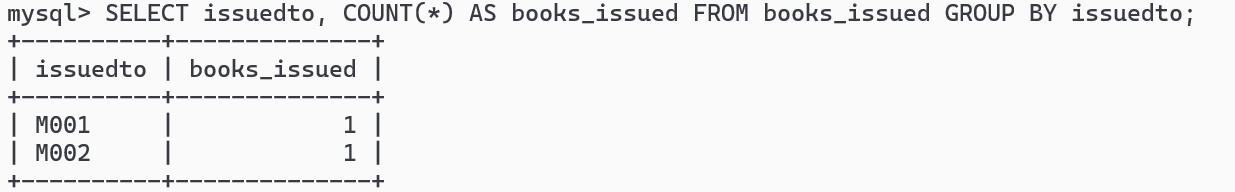 mysql> SELECT issuedto, COUNT(*) AS books_issued FROM books_issued GROUP BY issuedto;
+----------+--------------+
| issuedto | books_issued |
+----------+--------------+
| M001     |            1 |
| M002     |            1 |
+----------+--------------+